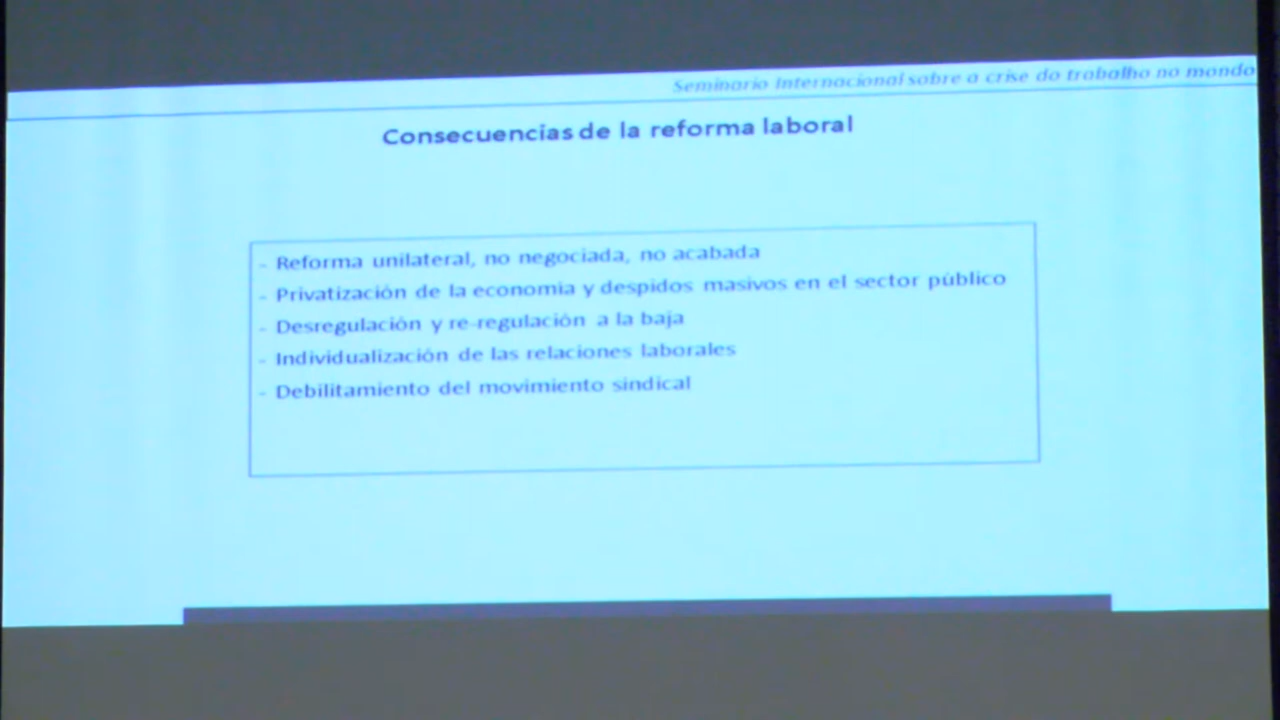 Seminario Internacional sobre a crise do trabalho no mondo
Consecuencias de la reforma laboral
- Reforma unilateral, no negociada, no acabada
- Privatización de la economia y despidos masivos en el sector público
- Desregulación y re-regulación a la baja
- Individualización de las relaciones laborales
- Debilitamiento del movimiento sindical